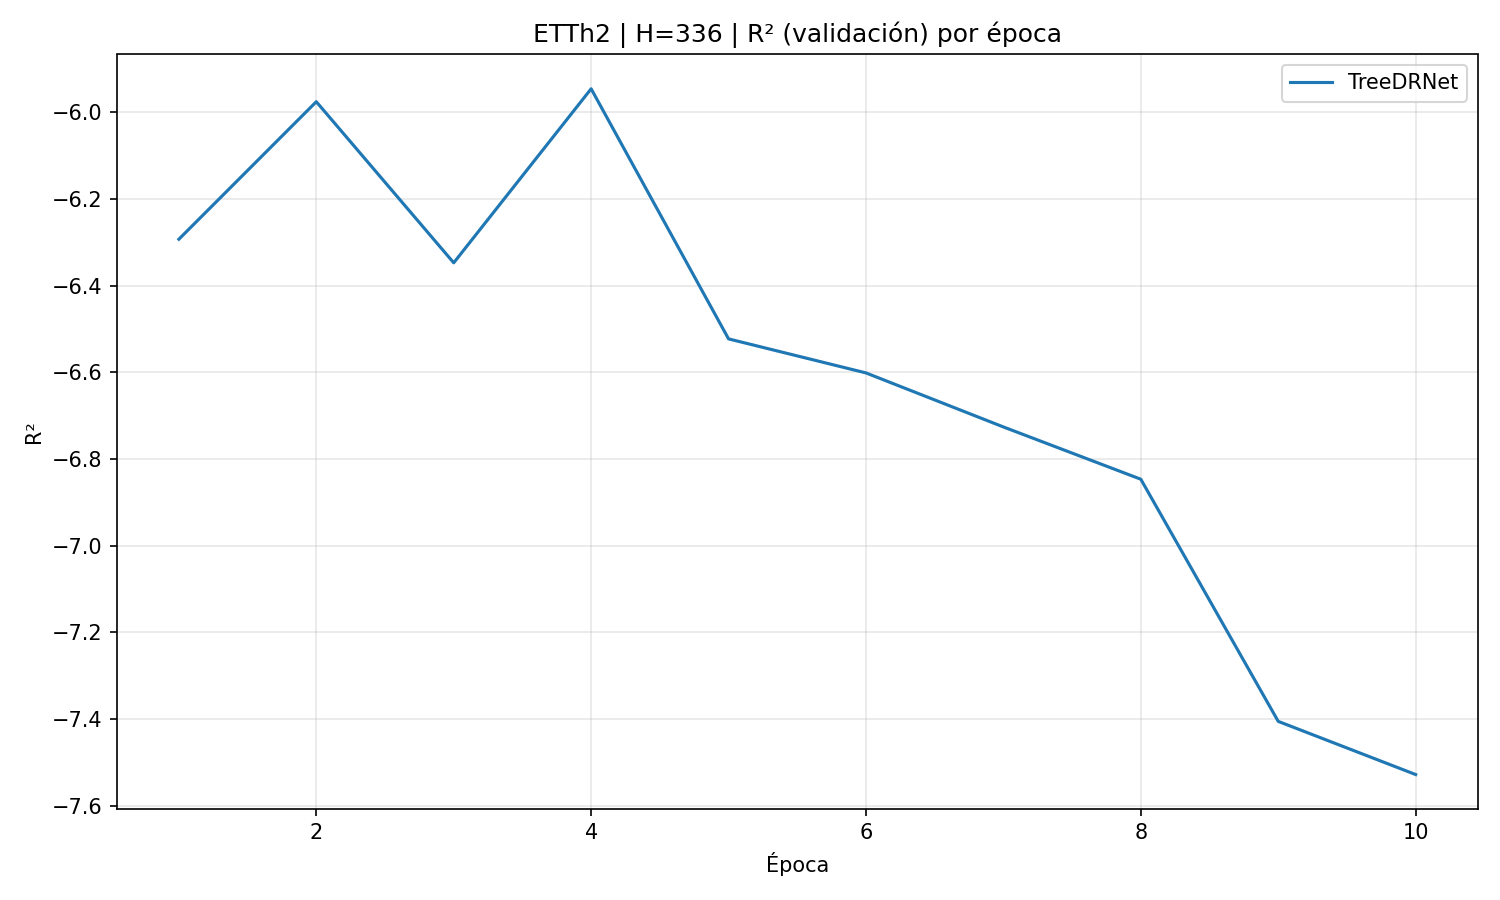 ETTh2 | H=336 | R² (validación) por época
TreeDRNet
−6.0
−6.2
−6.4
−6.6
−6.8
−7.0
−7.2
−7.4
−7.6
R²
2 4 6 8 10
Época